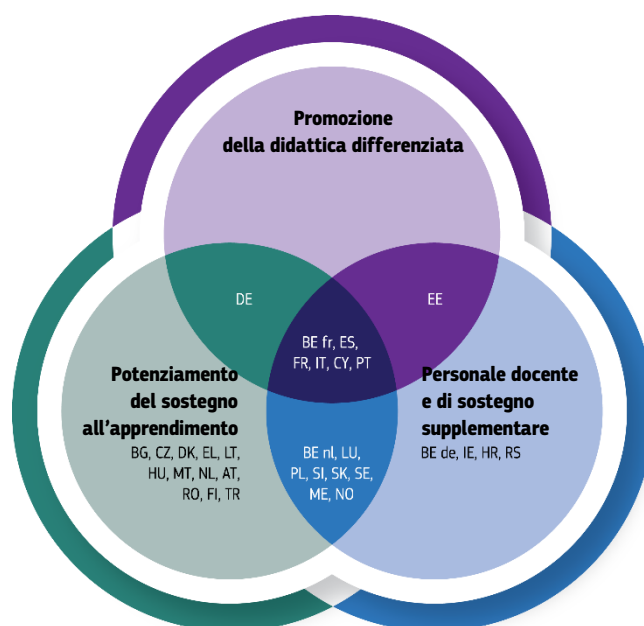 Promozione
della didattica differenziata
DE
EE
BE fr, ES,
FR, IT, CY, PT
Potenziamento
del sostegno
all’apprendimento
BG, CZ, DK, EL, LT,
HU, MT, NL, AT,
RO, FI, TR
BE nl, LU,
PL, SI, SK, SE,
ME, NO
Personale docente
e di sostegno
supplementare
BE de, IE, HR, RS